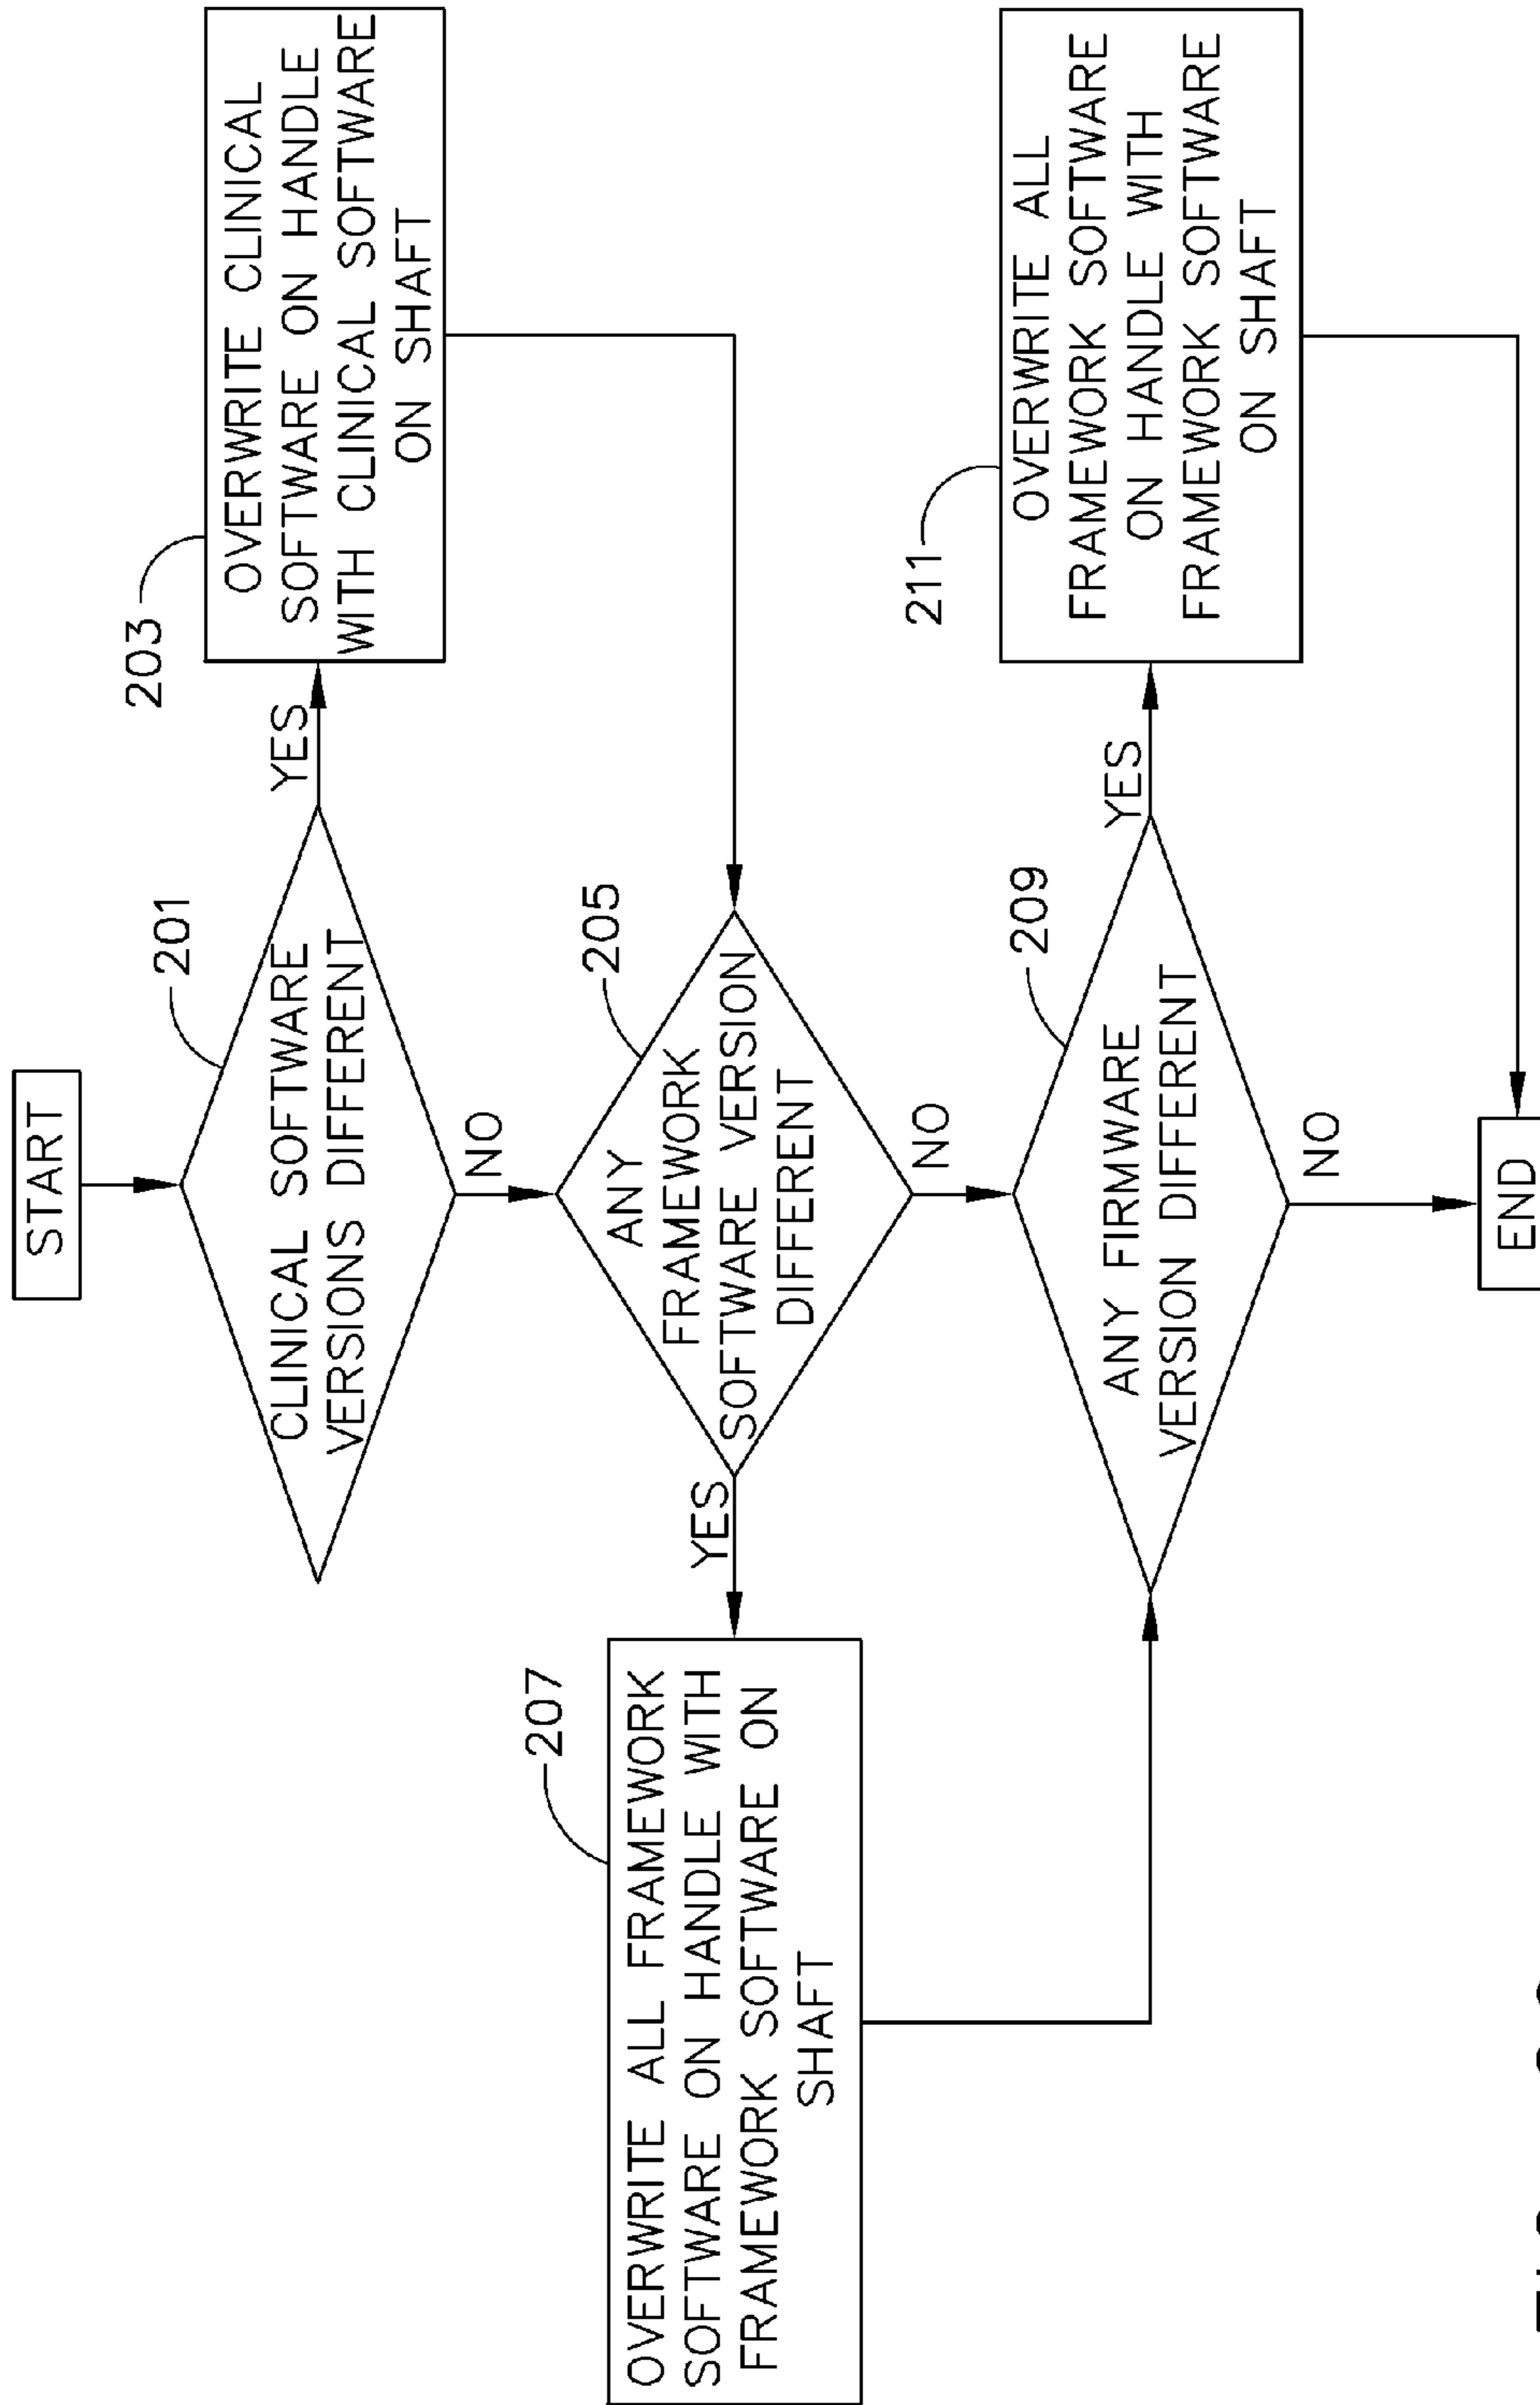 START
CLINICAL SOFTWARE
VERSIONS DIFFERENT
201
YES
203
OVERWRITE CLINICAL
SOFTWARE ON HANDLE
WITH CLINICAL SOFTWARE
ON SHAFT
NO
ANY
FRAMEWORK
SOFTWARE VERSION
DIFFERENT
205
YES
207
OVERWRITE ALL FRAMEWORK
SOFTWARE ON HANDLE WITH
FRAMEWORK SOFTWARE ON
SHAFT
NO
ANY FIRMWARE
VERSION DIFFERENT
209
YES
211
OVERWRITE ALL
FRAMEWORK SOFTWARE
ON HANDLE WITH
FRAMEWORK SOFTWARE
ON SHAFT
NO
END